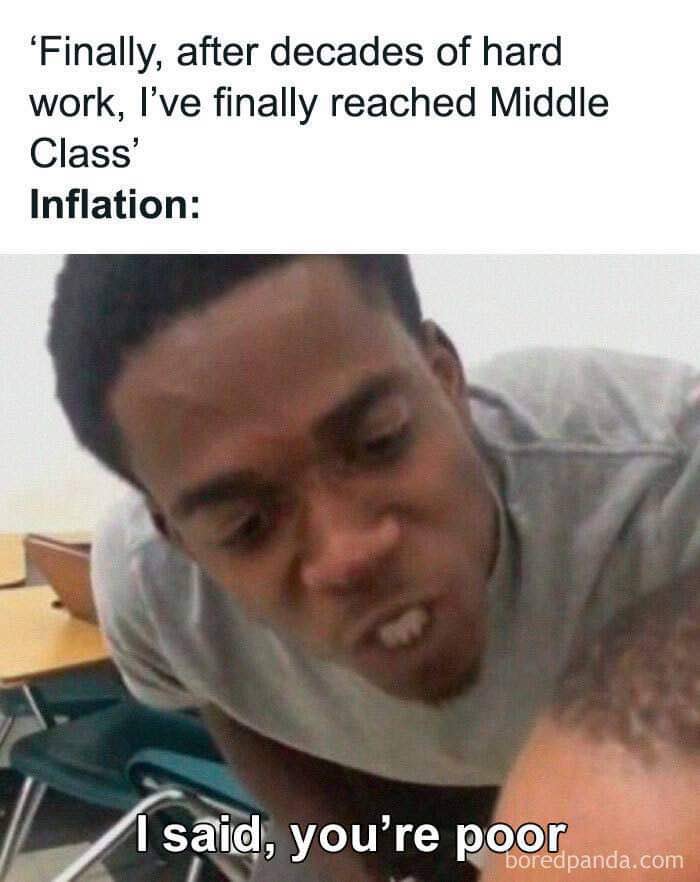 ‘Finally, after decades of hard
work, I’ve finally reached Middle
Class’
Inflation:
I said, you’re poor
boredpanda.com